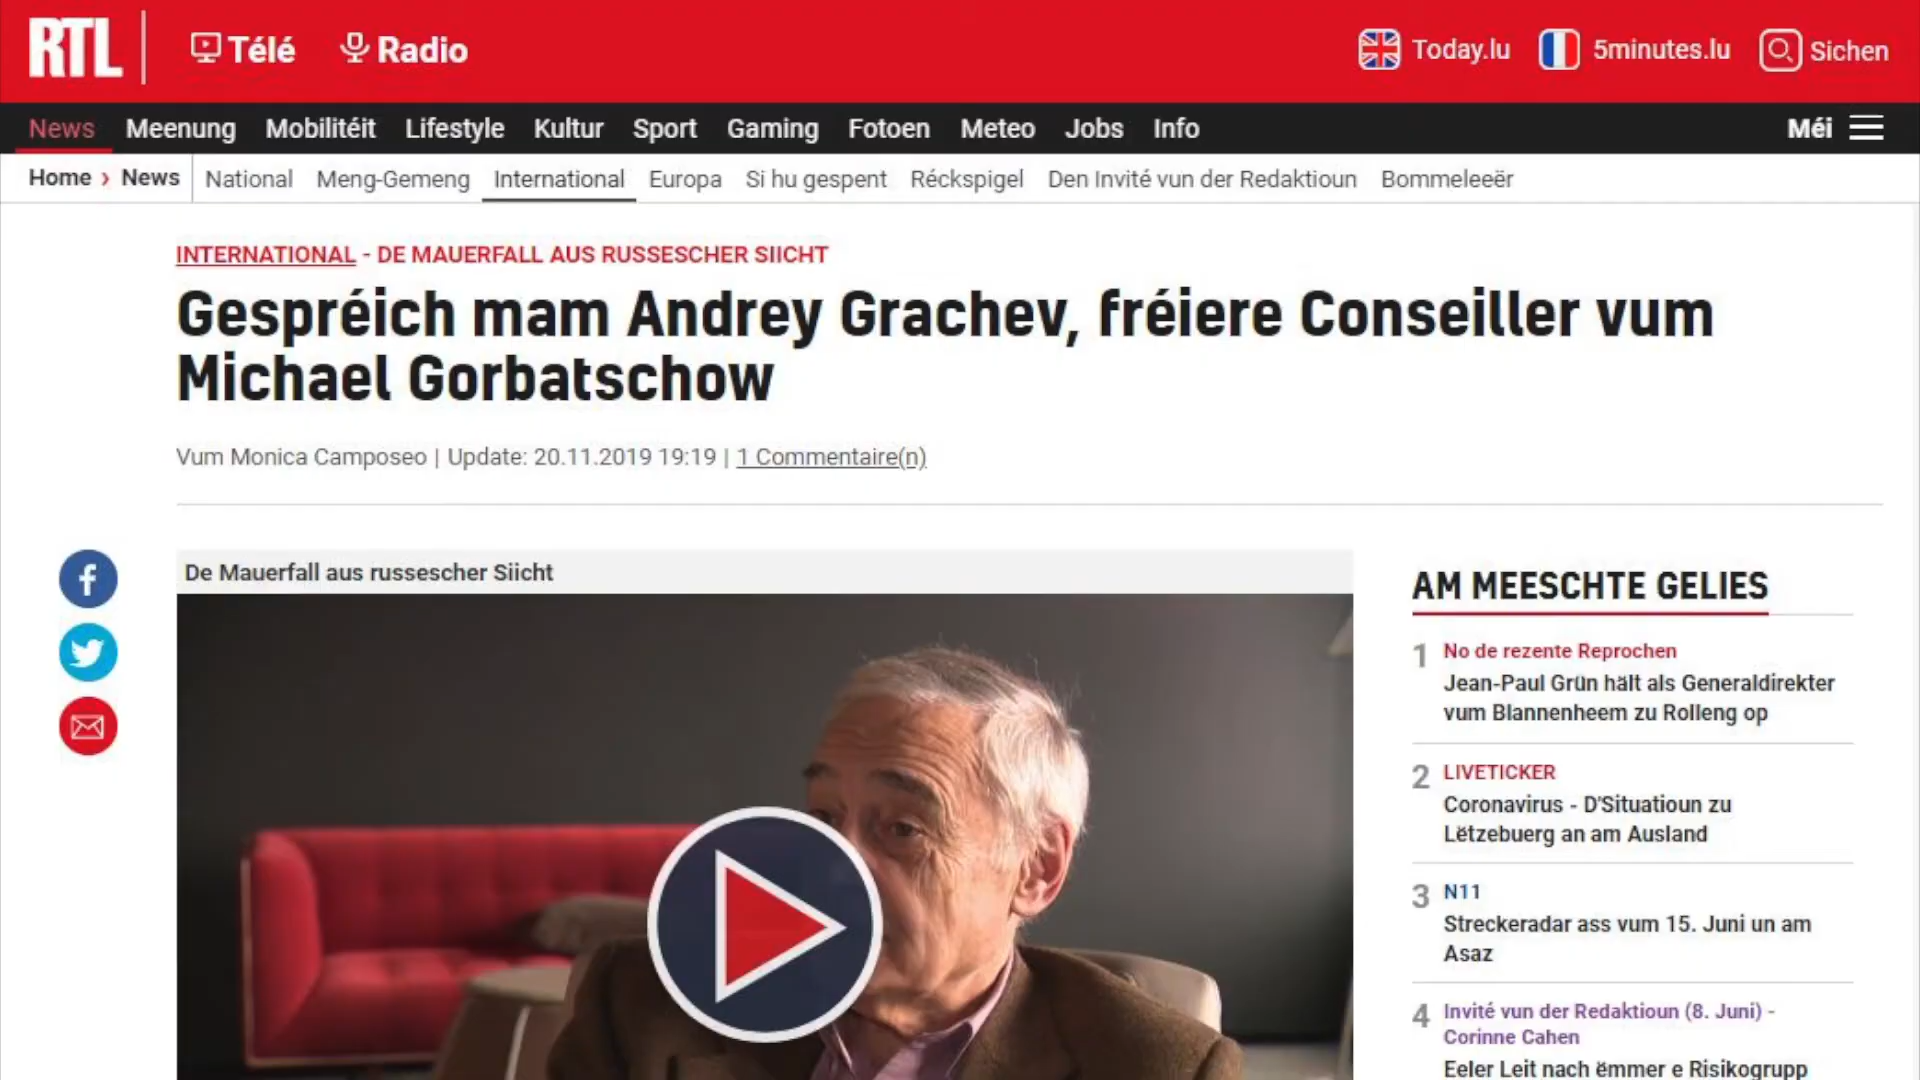 RTL Télé Radio Today.lu 5minutes.lu Sichen
News Meenung Mobilitéit Lifestyle Kultur Sport Gaming Fotoen Meteo Jobs Info Méi
Home › News National Meng-Gemeng International Europa Si hu gespent Réckspigel Den Invité vun der Redaktioun Bommeleeër
INTERNATIONAL - DE MAUERFALL AUS RUSSESCHER SIICHT
Gespréich mam Andrey Grachev, fréiere Conseiller vum
Michael Gorbatschow
Vum Monica Camposeo | Update: 20.11.2019 19:19 | 1 Commentaire(n)
De Mauerfall aus russescher Siicht
AM MEESCHTE GELIES
1 No de rezente Reprochen
Jean-Paul Grün hält als Generaldirekter
vum Blannenheem zu Rolleng op
2 LIVETICKER
Coronavirus - D'Situatioun zu
Lëtzebuerg an am Ausland
3 N11
Streckeradar ass vum 15. Juni un am
Asaz
4 Invité vun der Redaktioun (8. Juni) -
Corinne Cahen
Eeler Leit nach ëmmer e Risikogrupp